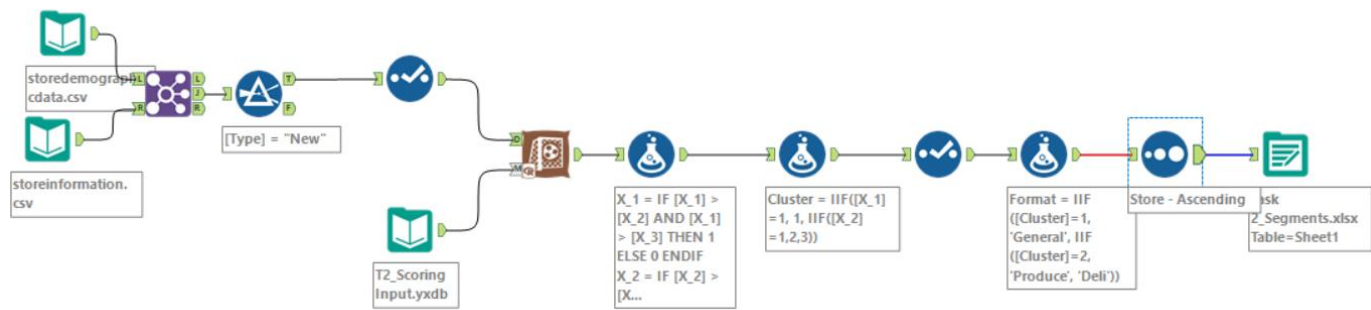 storedemographi
cdata.csv
L
R
L
J
R
storeinformation.
csv
[Type] = "New"
T
F
T2_Scoring
Input.yxdb
D
M
X_1 = IF [X_1] >
[X_2] AND [X_1]
> [X_3] THEN 1
ELSE 0 ENDIF
X_2 = IF [X_2] >
[X...
Cluster = IIF([X_1]
=1, 1, IIF([X_2]
=1,2,3))
Format = IIF
([Cluster]=1,
'General', IIF
([Cluster]=2,
'Produce', 'Deli'))
Store - Ascending
ask
2_Segments.xlsx
Table=Sheet1